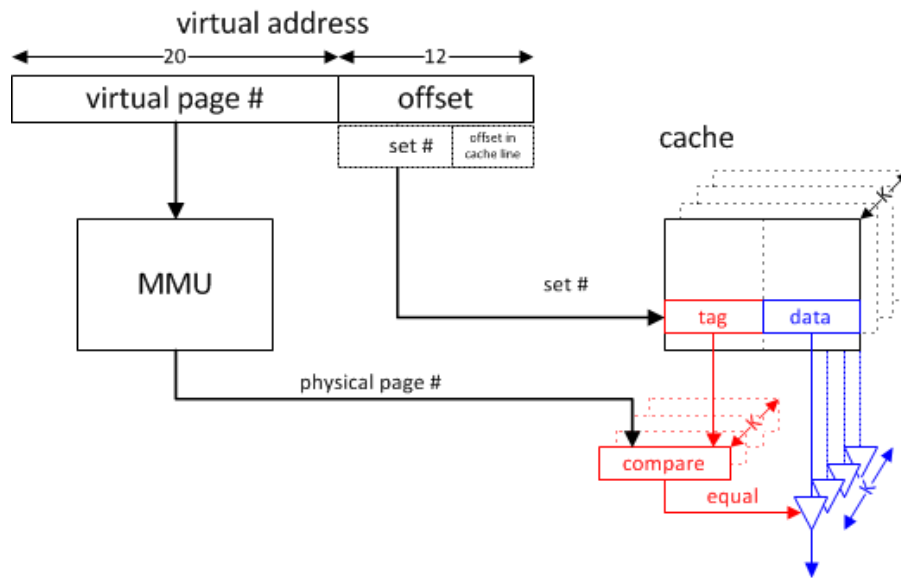 virtual address
20
12
virtual page #
offset
set #
offset in
cache line
cache
K
MMU
set #
tag
data
physical page #
K
compare
equal
K